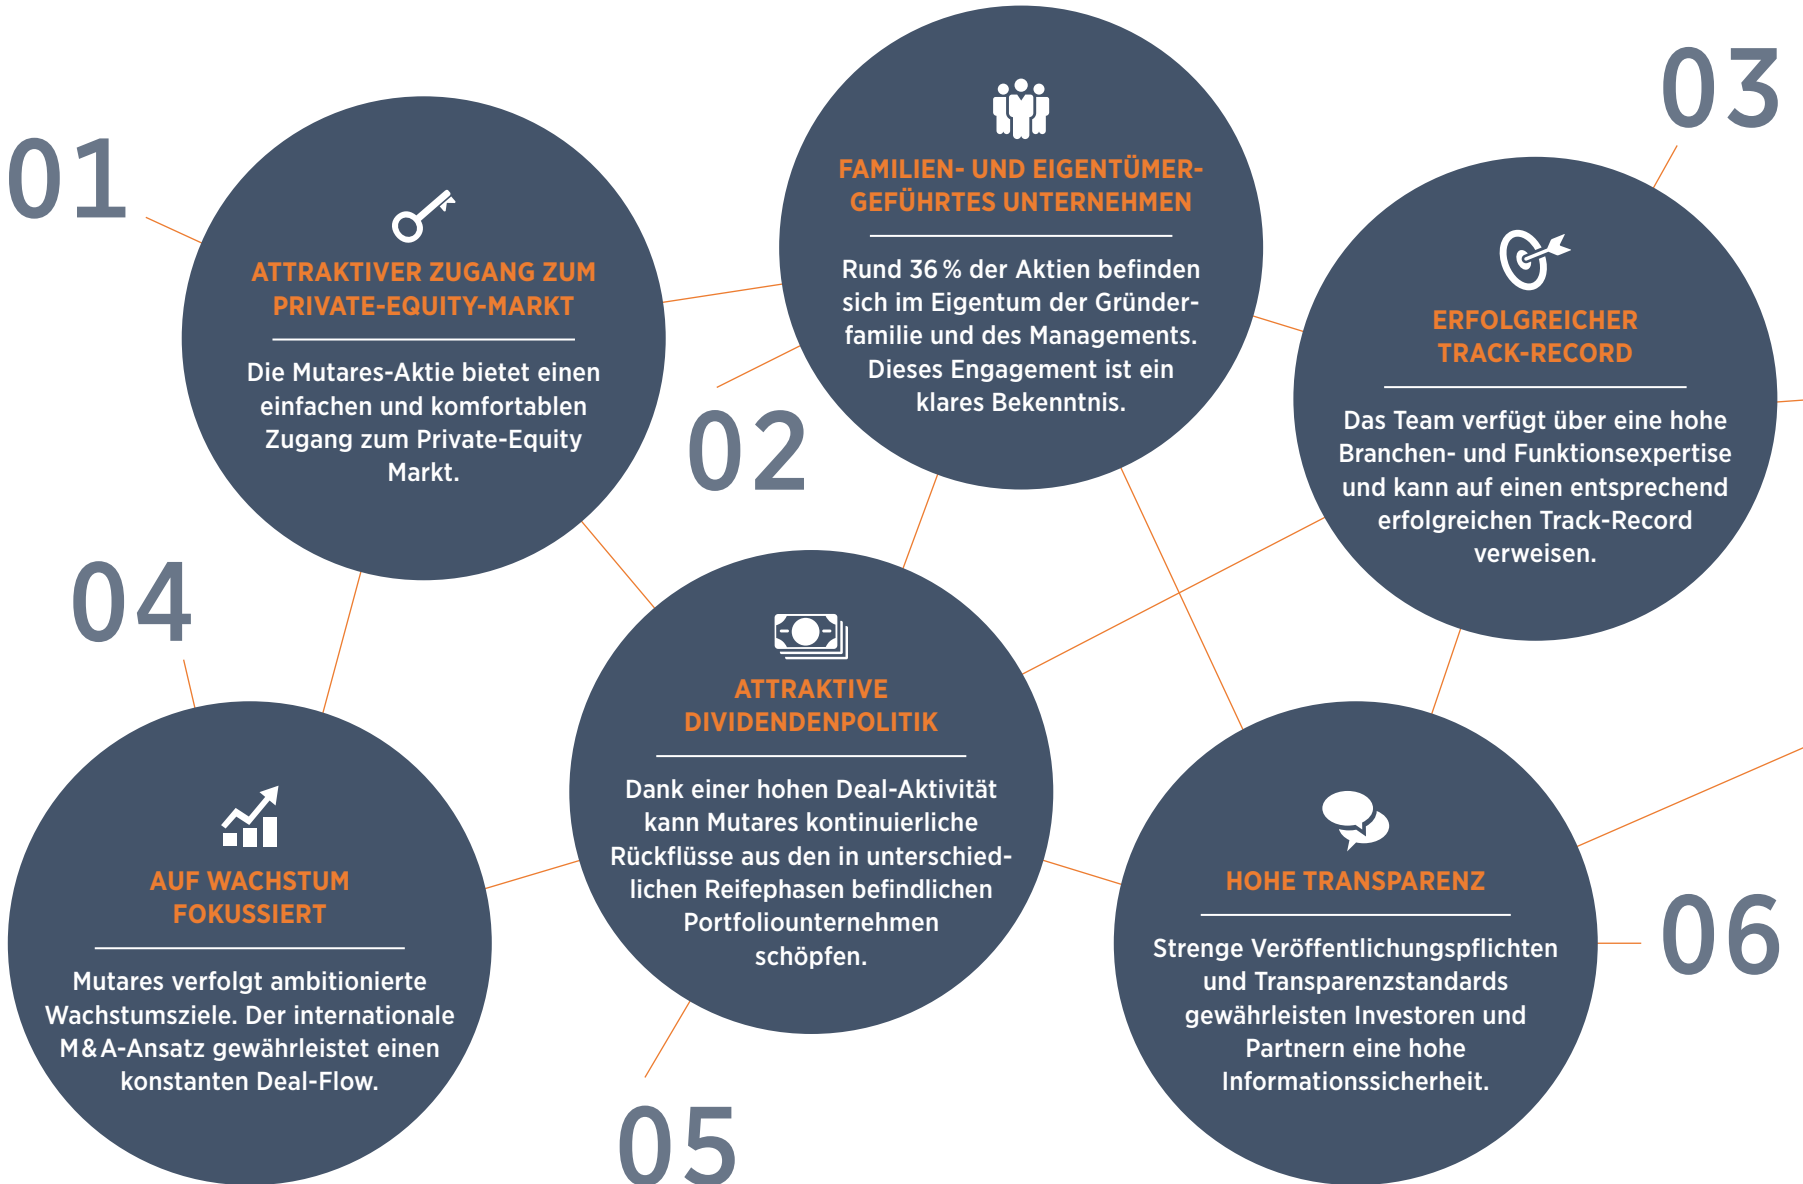 01
ATTRAKTIVER ZUGANG ZUM
PRIVATE-EQUITY-MARKT
Die Mutares-Aktie bietet einen
einfachen und komfortablen
Zugang zum Private-Equity
Markt.
02
FAMILIEN- UND EIGENTÜMER-
GEFÜHRTES UNTERNEHMEN
Rund 36 % der Aktien befinden
sich im Eigentum der Gründer-
familie und des Managements.
Dieses Engagement ist ein
klares Bekenntnis.
03
ERFOLGREICHER
TRACK-RECORD
Das Team verfügt über eine hohe
Branchen- und Funktionsexpertise
und kann auf einen entsprechend
erfolgreichen Track-Record
verweisen.
04
AUF WACHSTUM
FOKUSSIERT
Mutares verfolgt ambitionierte
Wachstumsziele. Der internationale
M & A-Ansatz gewährleistet einen
konstanten Deal-Flow.
05
ATTRAKTIVE
DIVIDENDENPOLITIK
Dank einer hohen Deal-Aktivität
kann Mutares kontinuierliche
Rückflüsse aus den in unterschied-
lichen Reifephasen befindlichen
Portfoliounternehmen
schöpfen.
06
HOHE TRANSPARENZ
Strenge Veröffentlichungspflichten
und Transparenzstandards
gewährleisten Investoren und
Partnern eine hohe
Informationssicherheit.